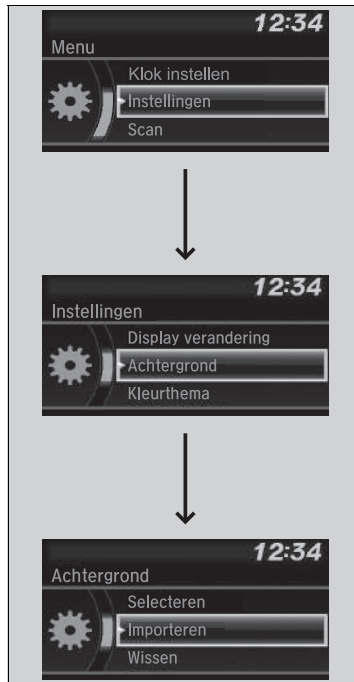 12:34
Menu
Klok instellen
Instellingen
Scan
12:34
Instellingen
Display verandering
Achtergrond
Kleurthema
12:34
Achtergrond
Selecteren
Importeren
Wissen